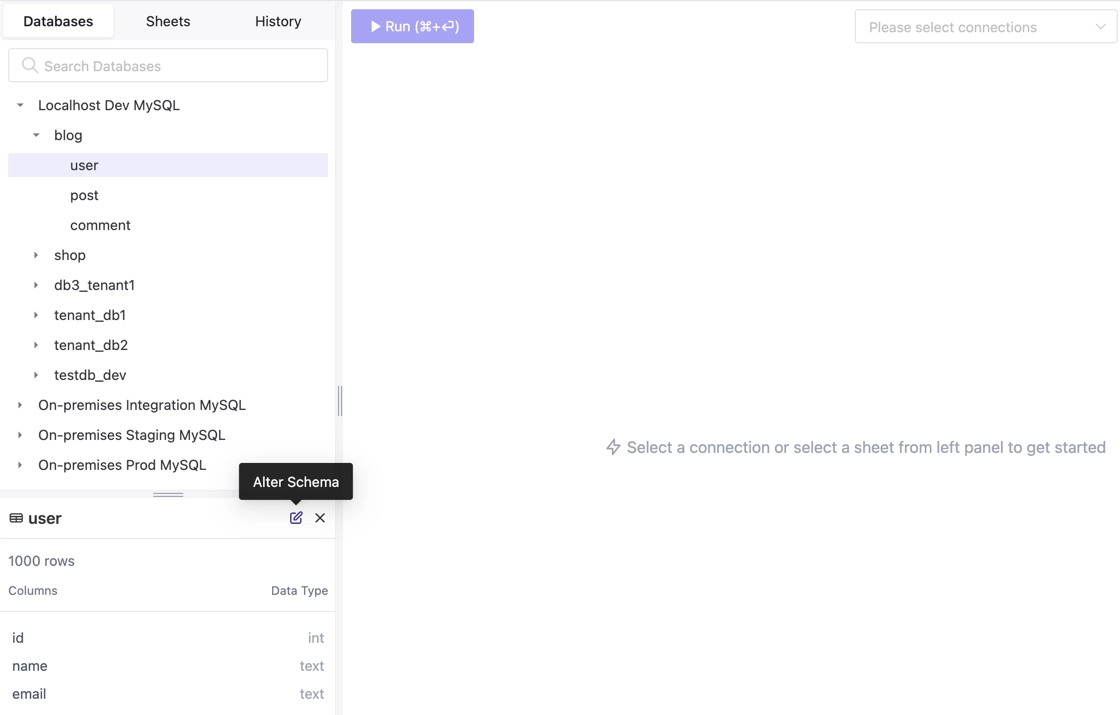 Databases Sheets History
Run (⌘+⏎)
Please select connections
Search Databases
Localhost Dev MySQL
blog
user
post
comment
shop
db3_tenant1
tenant_db1
tenant_db2
testdb_dev
On-premises Integration MySQL
On-premises Staging MySQL
On-premises Prod MySQL
Select a connection or select a sheet from left panel to get started
Alter Schema
user
1000 rows
Columns Data Type
id int
name text
email text